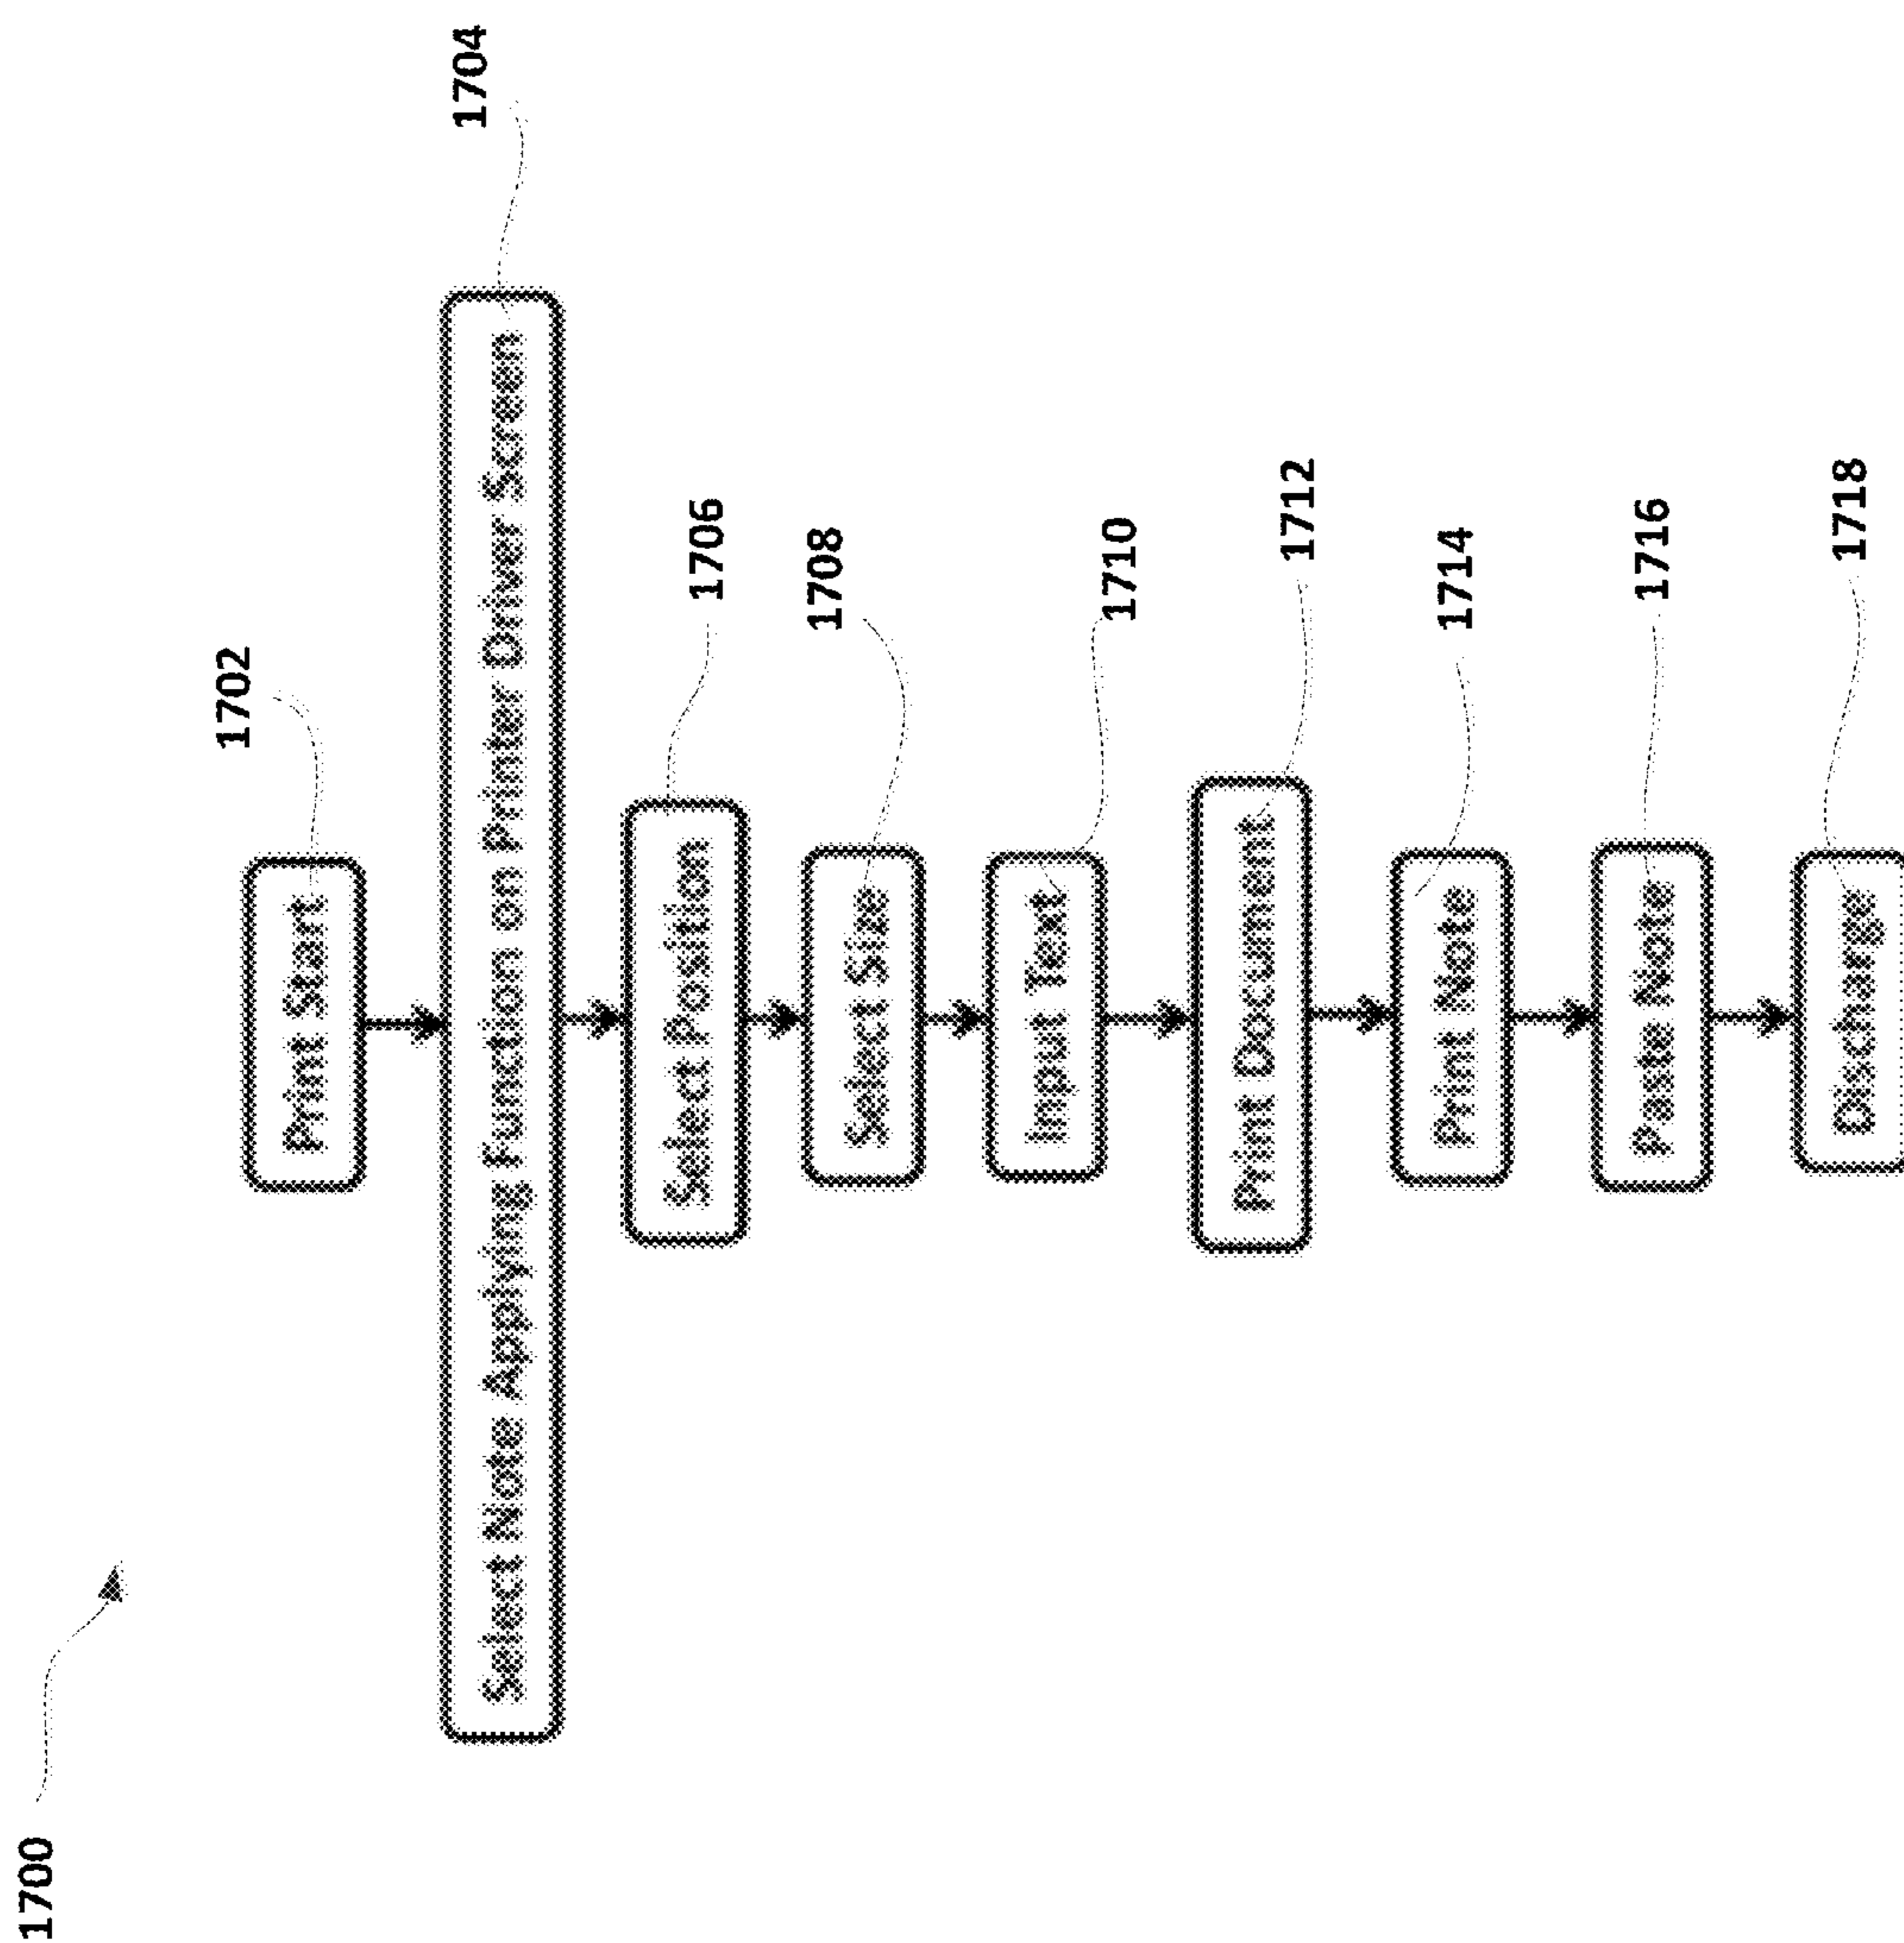 1700
1702
Print Start
1704
Select Note Applying Function on Printer Driver Screen
1706
Select Position
1708
Select Size
1710
Input Text
1712
Print Document
1714
Print Note
1716
Paste Note
1718
Discharge